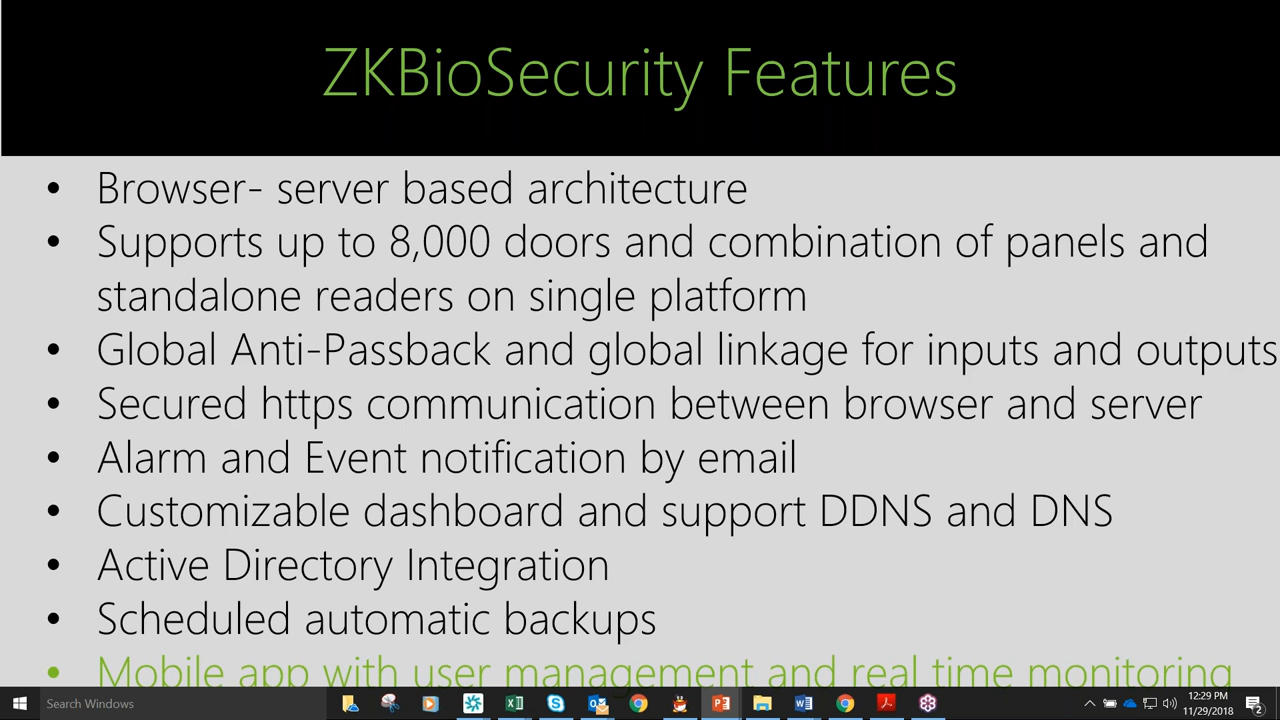 ZKBioSecurity Features
• Browser- server based architecture
• Supports up to 8,000 doors and combination of panels and
standalone readers on single platform
• Global Anti-Passback and global linkage for inputs and outputs
• Secured https communication between browser and server
• Alarm and Event notification by email
• Customizable dashboard and support DDNS and DNS
• Active Directory Integration
• Scheduled automatic backups
• Mobile app with user management and real time monitoring
Search Windows
12:29 PM
11/29/2018
2